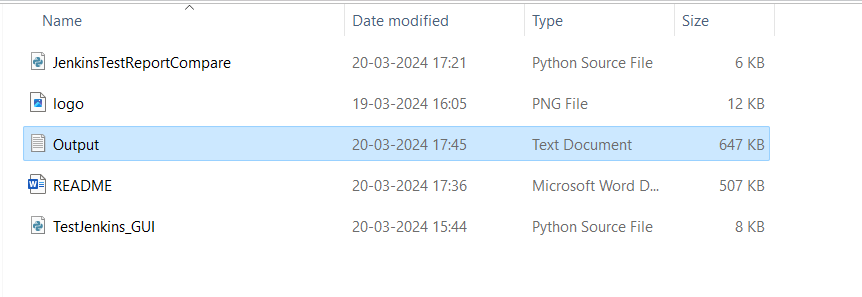 Name Date modified Type Size
JenkinsTestReportCompare 20-03-2024 17:21 Python Source File 6 KB
logo 19-03-2024 16:05 PNG File 12 KB
Output 20-03-2024 17:45 Text Document 647 KB
README 20-03-2024 17:36 Microsoft Word D... 507 KB
TestJenkins_GUI 20-03-2024 15:44 Python Source File 8 KB